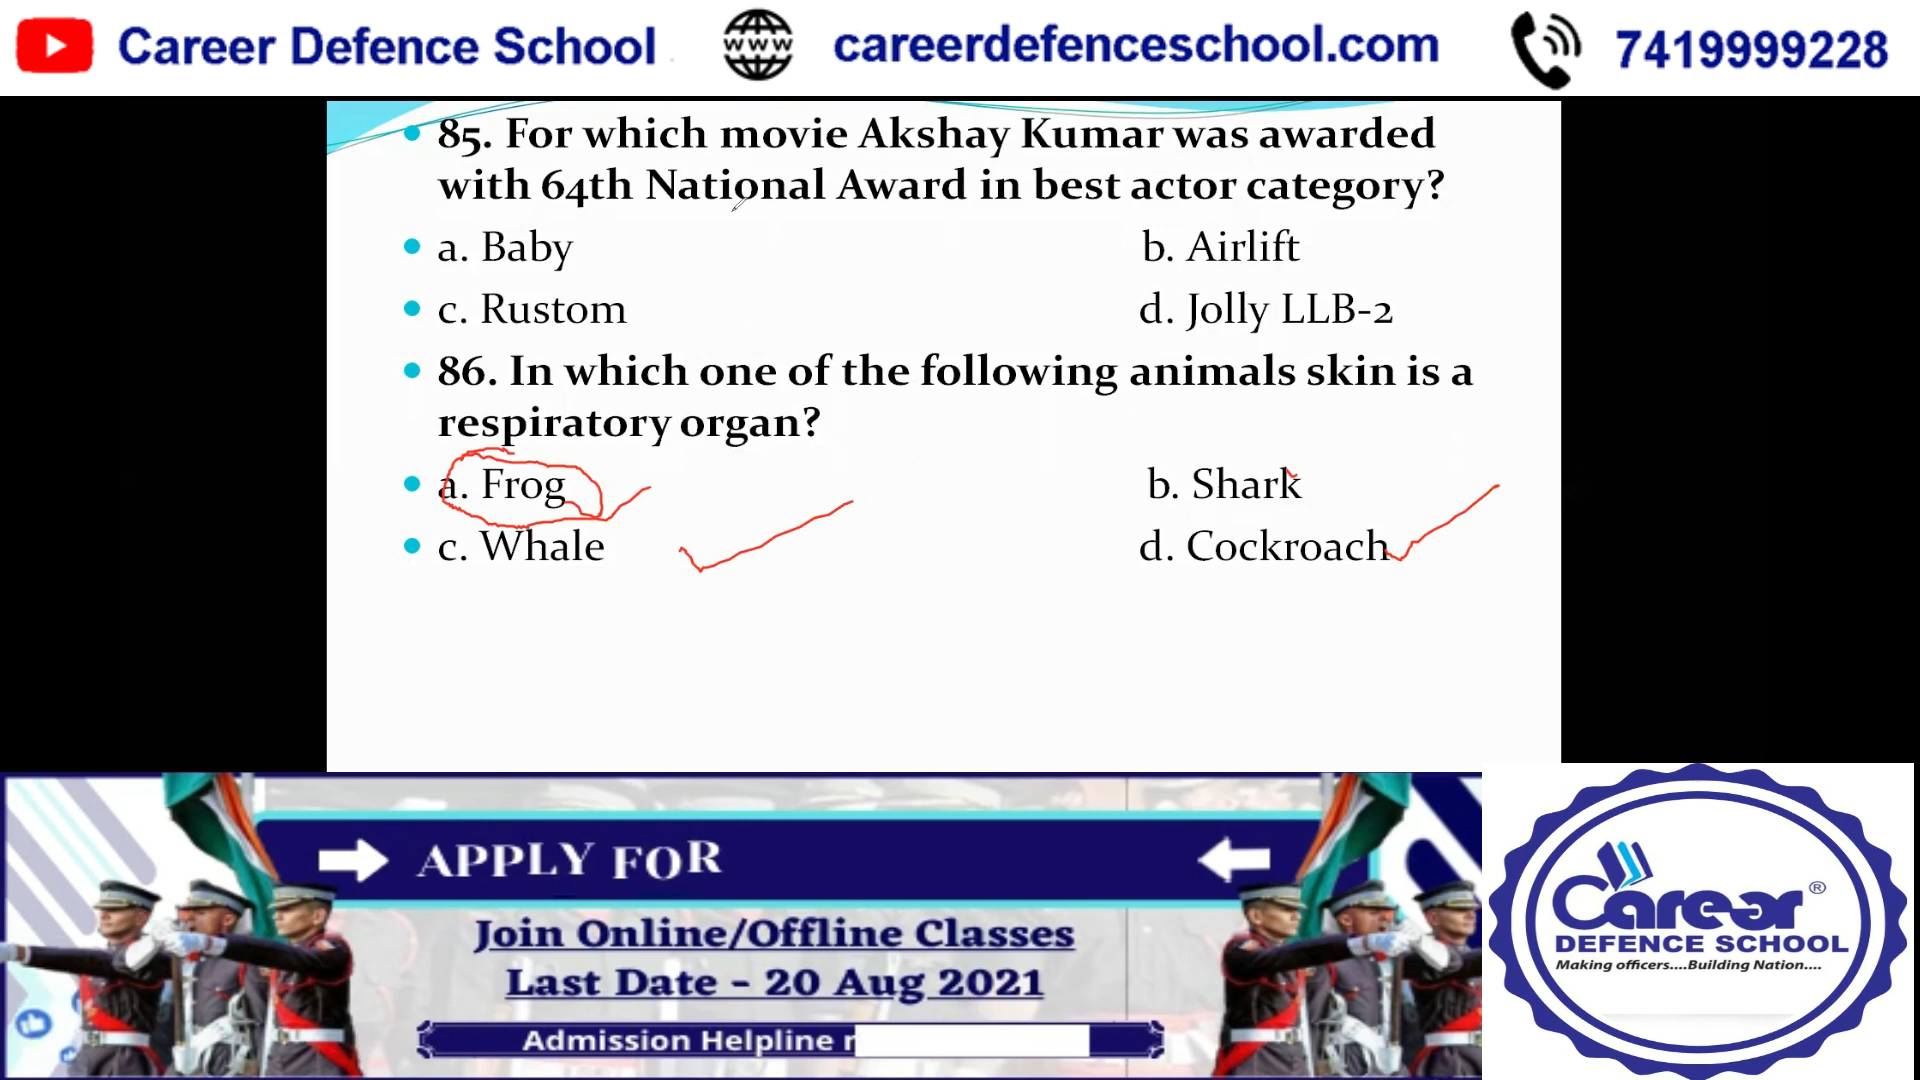 Career Defence School
www
careerdefenceschool.com
7419999228
85. For which movie Akshay Kumar was awarded
with 64th National Award in best actor category?
a. Baby b. Airlift
c. Rustom d. Jolly LLB-2
86. In which one of the following animals skin is a
respiratory organ?
a. Frog b. Shark
c. Whale d. Cockroach
APPLY FOR
Join Online/Offline Classes
Last Date - 20 Aug 2021
Admission Helpline
Career ®
DEFENCE SCHOOL
Making officers....Building Nation....